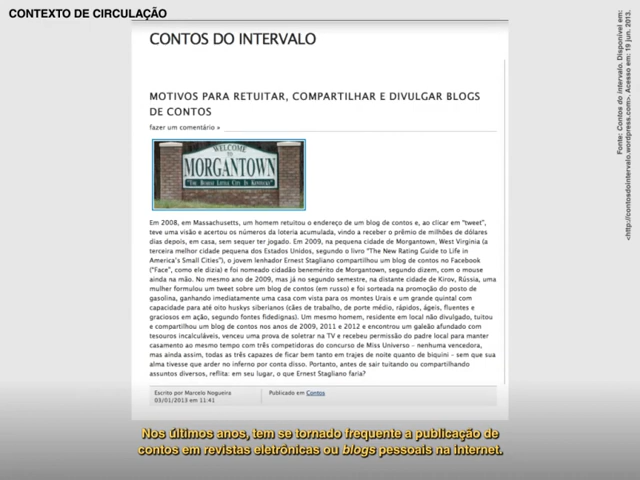 CONTEXTO DE CIRCULAÇÃO
CONTOS DO INTERVALO
MOTIVOS PARA RETUITAR, COMPARTILHAR E DIVULGAR BLOGS
DE CONTOS
fazer um comentário »
WELCOME
TO
MORGANTOWN
"The Biggest Little City In Kentucky"
Em 2008, em Massachusetts, um homem retuitou o endereço de um blog de contos e, ao clicar em "tweet",
teve uma visão e acertou os números da loteria acumulada, vindo a receber o prêmio de milhões de dólares
dias depois, em casa, sem sequer ter jogado. Em 2009, na pequena cidade de Morgantown, West Virginia (a
terceira melhor cidade pequena dos Estados Unidos, segundo o livro "The New Rating Guide to Life in
America's Small Cities"), o jovem lenhador Ernest Stagliano compartilhou um blog de contos no Facebook
("Face", como ele dizia) e foi nomeado cidadão benemérito de Morgantown, segundo dizem, com o mouse
ainda na mão. No mesmo ano de 2009, mas já no segundo semestre, na distante cidade de Kirov, Rússia, uma
mulher formulou um tweet sobre um blog de contos (em russo) e foi sorteada na promoção do posto de
gasolina, ganhando imediatamente uma casa com vista para os montes Urais e um grande quintal com
capacidade para até oito huskys siberianos (cães de trabalho, de porte médio, rápidos, ágeis, fluentes e
graciosos em ação, segundo fontes fidedignas). Um mesmo homem, residente em local não divulgado, tuitou
e compartilhou um blog de contos nos anos de 2009, 2011 e 2012 e encontrou um galeão afundado com
tesouros incalculáveis, venceu uma prova de soletrar na TV e recebeu permissão do padre local para manter
casamento ao mesmo tempo com três competidoras do concurso de Miss Universo – nenhuma vencedora,
mas ainda assim, todas as três capazes de ficar bem tanto em trajes de noite quanto de biquini – sem que sua
alma tivesse que arder no inferno por conta disso. Portanto, antes de sair tuitando ou compartilhando
assuntos diversos, reflita: em seu lugar, o que Ernest Stagliano faria?
Escrito por Marcelo Nogueira
03/01/2013 em 11:41
Publicado em Contos
Nos últimos anos, tem se tornado frequente a publicação de
contos em revistas eletrônicas ou blogs pessoais na internet.
Fonte: Contos do intervalo. Disponível em:
<http://contosdointervalo.wordpress.com>. Acesso em: 19 jun. 2013.